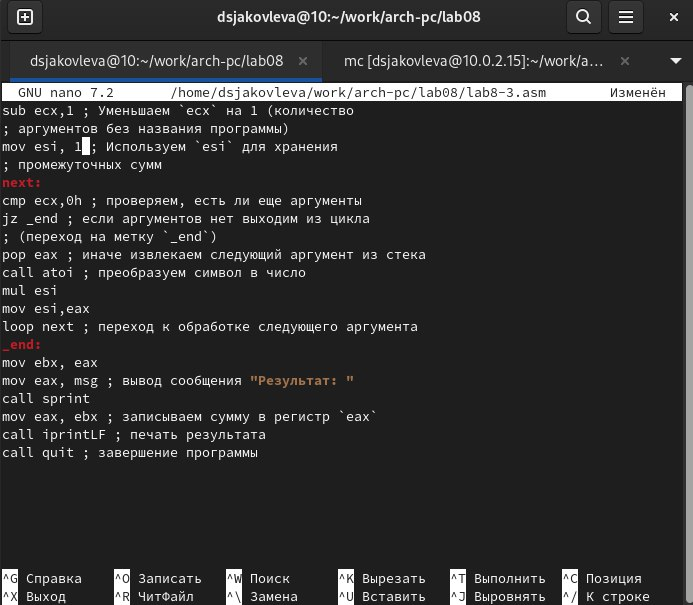 dsjakovleva@10:~/work/arch-pc/lab08
dsjakovleva@10:~/work/arch-pc/lab08 × mc [dsjakovleva@10.0.2.15]:~/work/a... ×
GNU nano 7.2 /home/dsjakovleva/work/arch-pc/lab08/lab8-3.asm Изменён
sub ecx,1 ; Уменьшаем `ecx` на 1 (количество
; аргументов без названия программы)
mov esi, 1 ; Используем `esi` для хранения
; промежуточных сумм
next:
cmp ecx,0h ; проверяем, есть ли еще аргументы
jz _end ; если аргументов нет выходим из цикла
; (переход на метку `_end`)
pop eax ; иначе извлекаем следующий аргумент из стека
call atoi ; преобразуем символ в число
mul esi
mov esi,eax
loop next ; переход к обработке следующего аргумента
_end:
mov ebx, eax
mov eax, msg ; вывод сообщения "Результат: "
call sprint
mov eax, ebx ; записываем сумму в регистр `eax`
call iprintLF ; печать результата
call quit ; завершение программы
^G Справка ^O Записать ^W Поиск ^K Вырезать ^T Выполнить ^C Позиция
^X Выход ^R ЧитФайл ^\ Замена ^U Вставить ^J Выровнять ^/ К строке